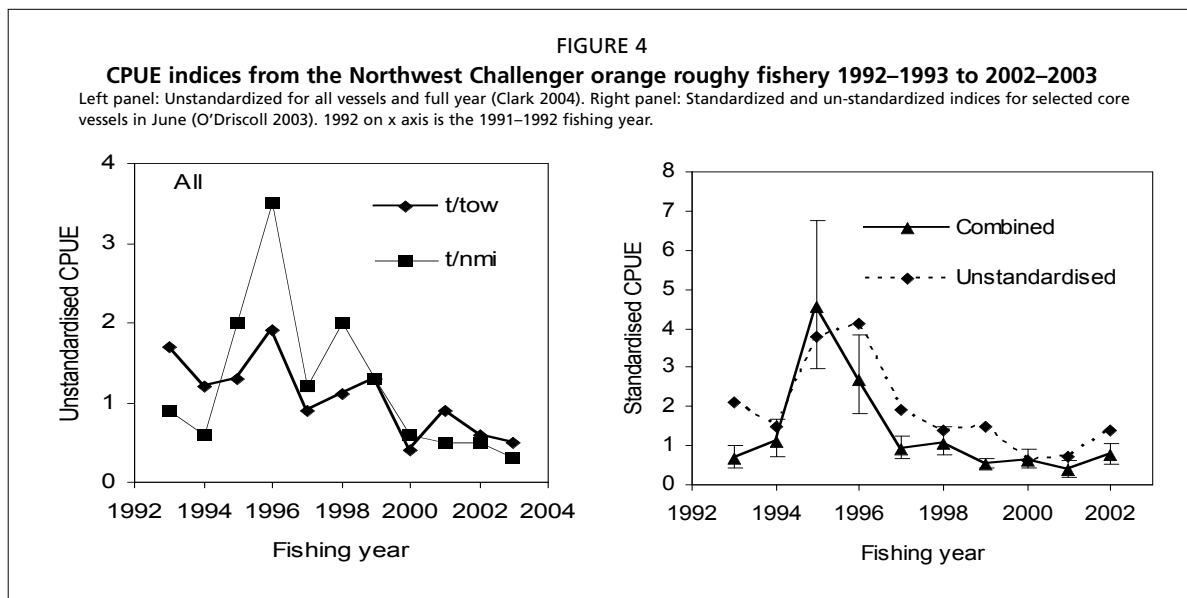 FIGURE 4
CPUE indices from the Northwest Challenger orange roughy fishery 1992–1993 to 2002–2003
Left panel: Unstandardized for all vessels and full year (Clark 2004). Right panel: Standardized and un-standardized indices for selected core
vessels in June (O’Driscoll 2003). 1992 on x axis is the 1991–1992 fishing year.
All
t/tow
t/nmi
Unstandardised CPUE
4
3
2
1
0
1992 1994 1996 1998 2000 2002 2004
Fishing year
Combined
Unstandardised
Standardised CPUE
8
7
6
5
4
3
2
1
0
1992 1994 1996 1998 2000 2002
Fishing year